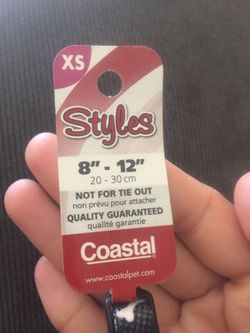 XS
Styles
8" - 12"
20 - 30 cm
NOT FOR TIE OUT
non prévu pour attacher
QUALITY GUARANTEED
qualité garantie
Coastal
www.coastalpet.com